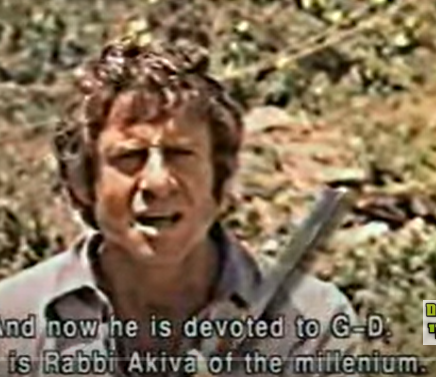 And now he is devoted to G-D.
is Rabbi Akiva of the millenium.